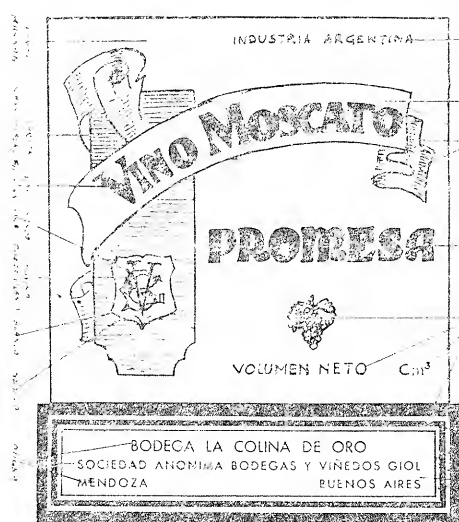 INDUSTRIA ARGENTINA
VINO MOSCATO
PROMESA
VOLUMEN NETO Cm³
BODEGA LA COLINA DE ORO
SOCIEDAD ANONIMA BODEGAS Y VIÑEDOS GIOL
MENDOZA BUENOS AIRES